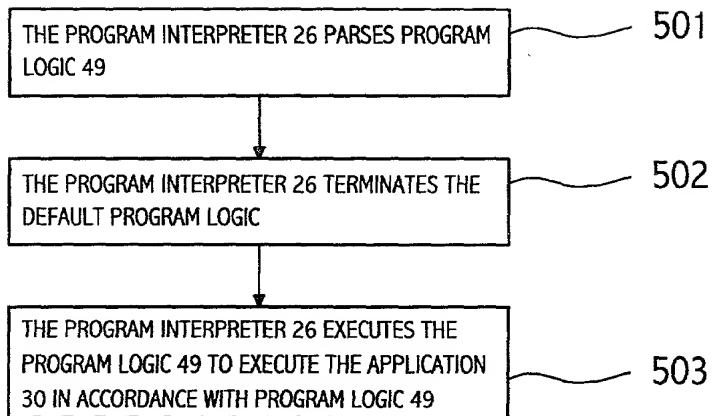 THE PROGRAM INTERPRETER 26 PARSES PROGRAM
LOGIC 49
501
THE PROGRAM INTERPRETER 26 TERMINATES THE
DEFAULT PROGRAM LOGIC
502
THE PROGRAM INTERPRETER 26 EXECUTES THE
PROGRAM LOGIC 49 TO EXECUTE THE APPLICATION
30 IN ACCORDANCE WITH PROGRAM LOGIC 49
503